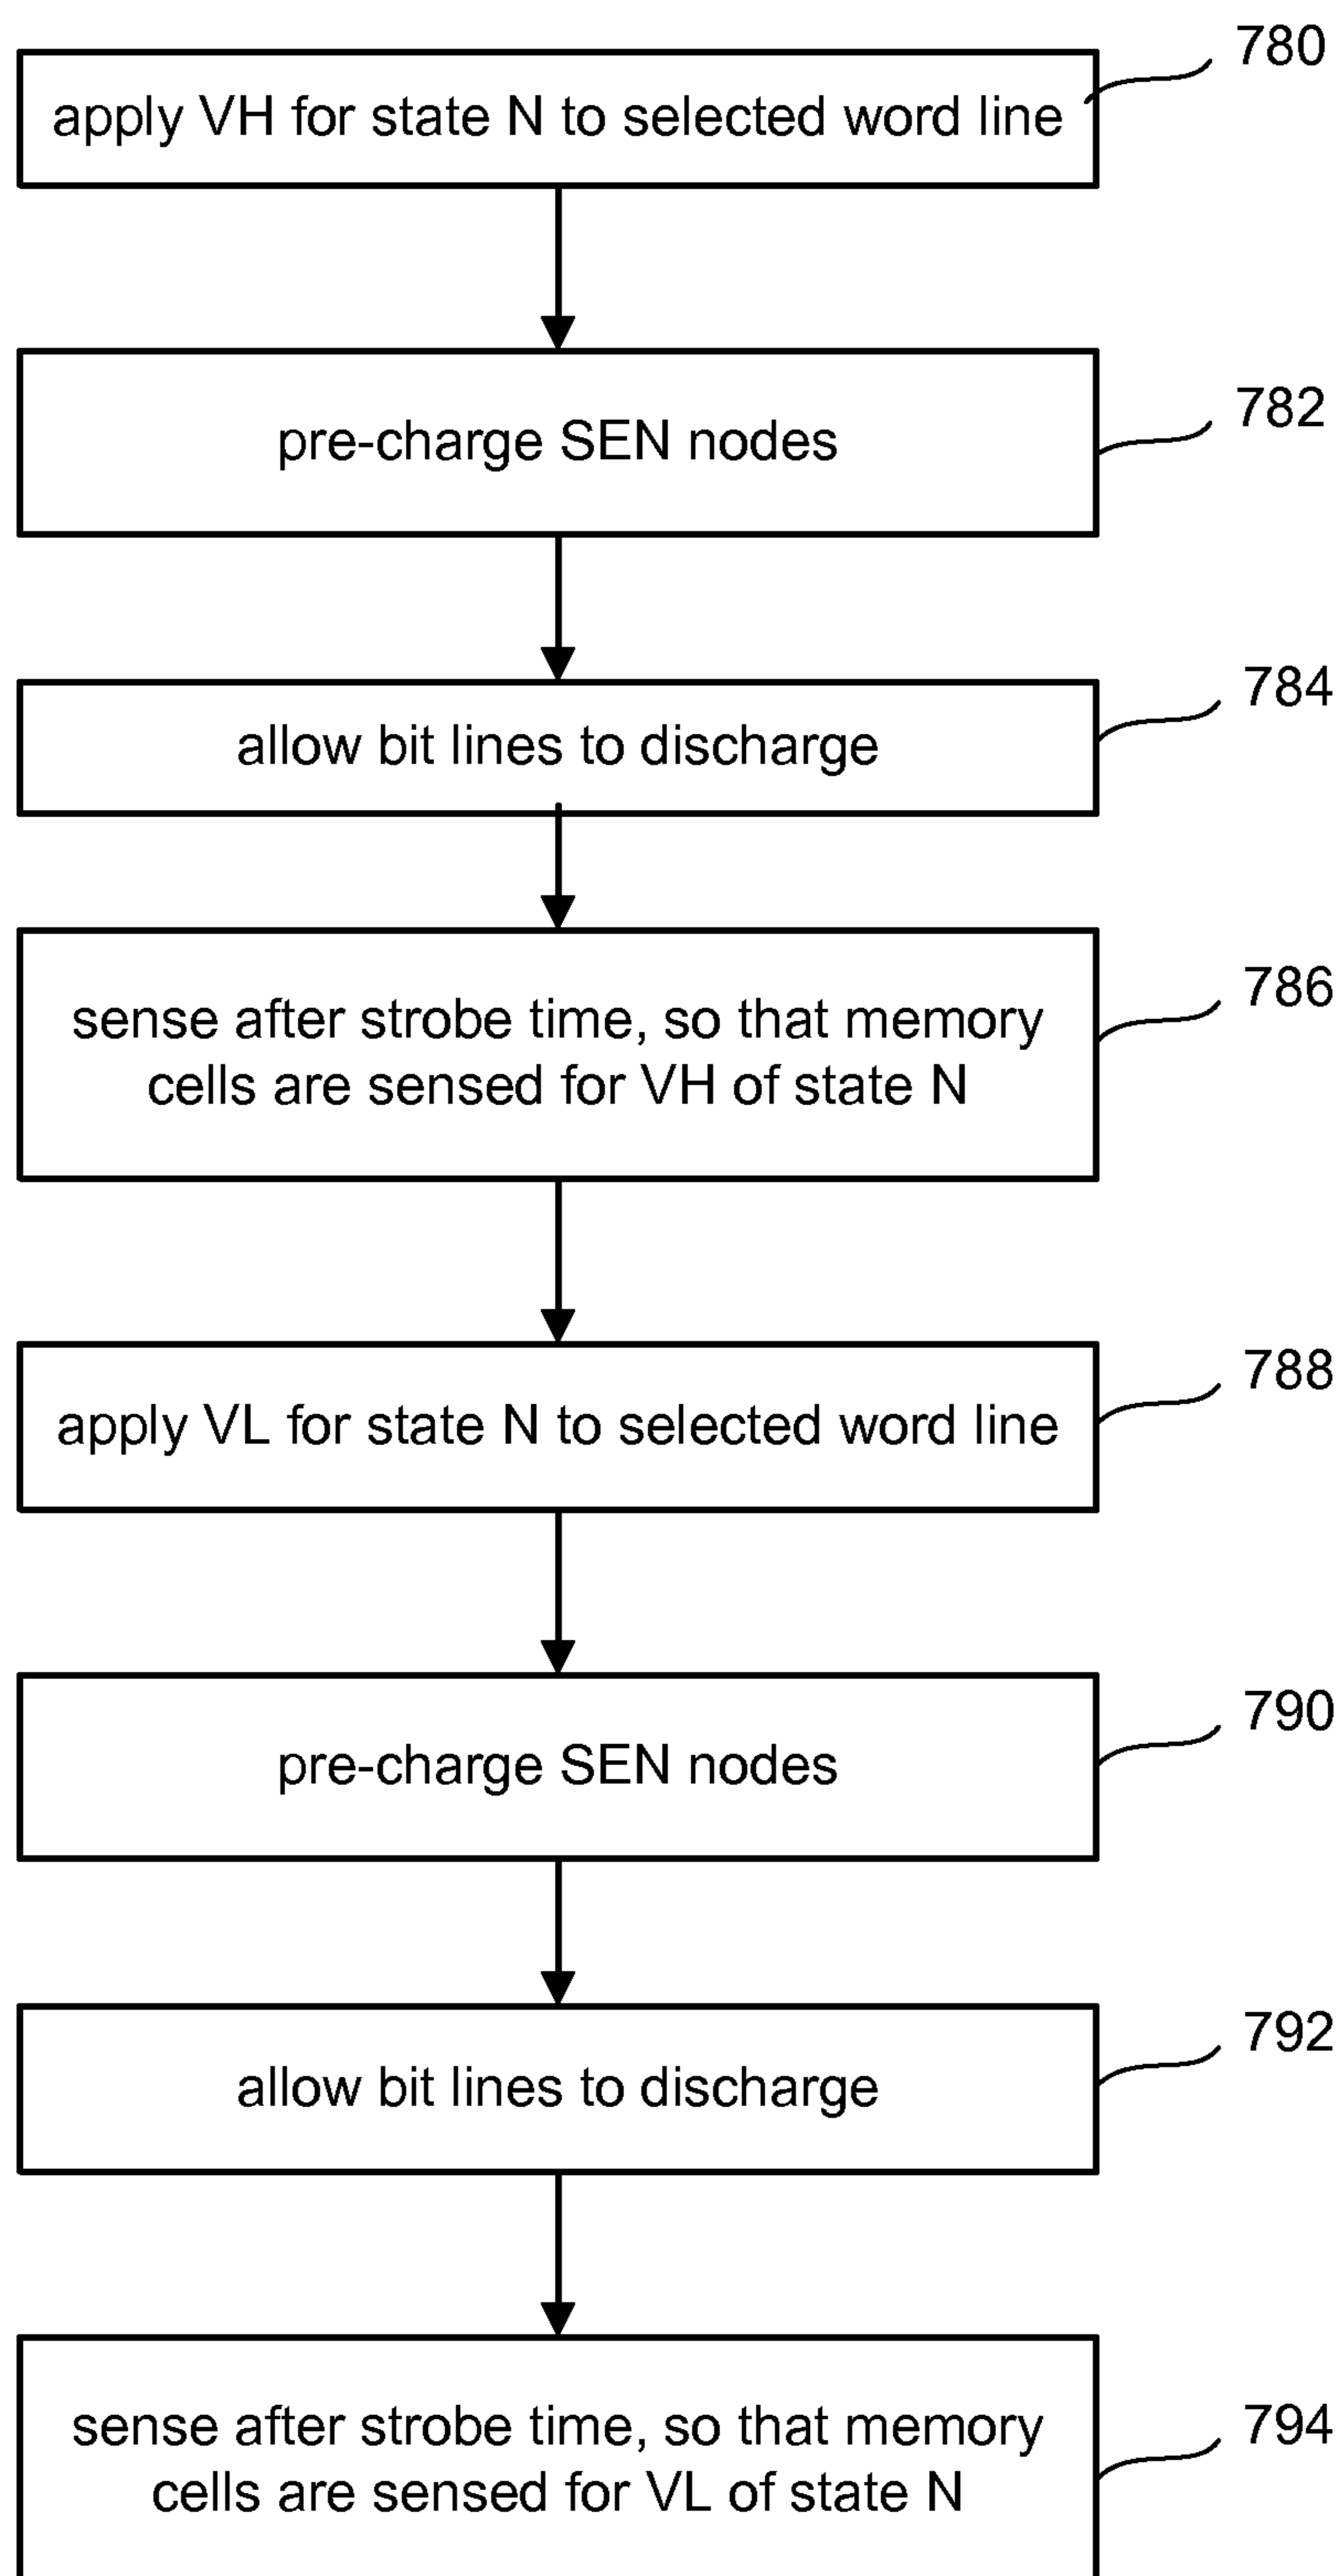 780
apply VH for state N to selected word line
782
pre-charge SEN nodes
784
allow bit lines to discharge
786
sense after strobe time, so that memory
cells are sensed for VH of state N
788
apply VL for state N to selected word line
790
pre-charge SEN nodes
792
allow bit lines to discharge
794
sense after strobe time, so that memory
cells are sensed for VL of state N